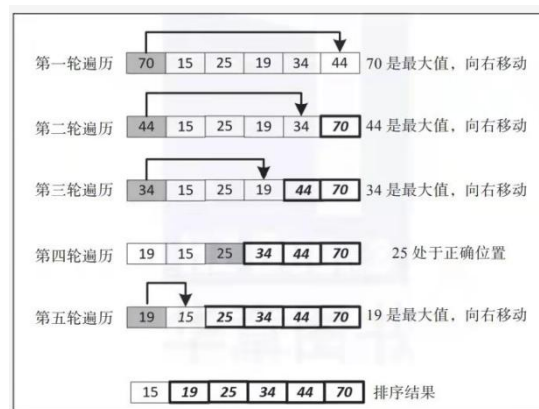 第一轮遍历 70 15 25 19 34 44 70 是最大值，向右移动
第二轮遍历 44 15 25 19 34 70 44 是最大值，向右移动
第三轮遍历 34 15 25 19 44 70 34 是最大值，向右移动
第四轮遍历 19 15 25 34 44 70 25 处于正确位置
第五轮遍历 19 15 25 34 44 70 19 是最大值，向右移动
15 19 25 34 44 70 排序结果